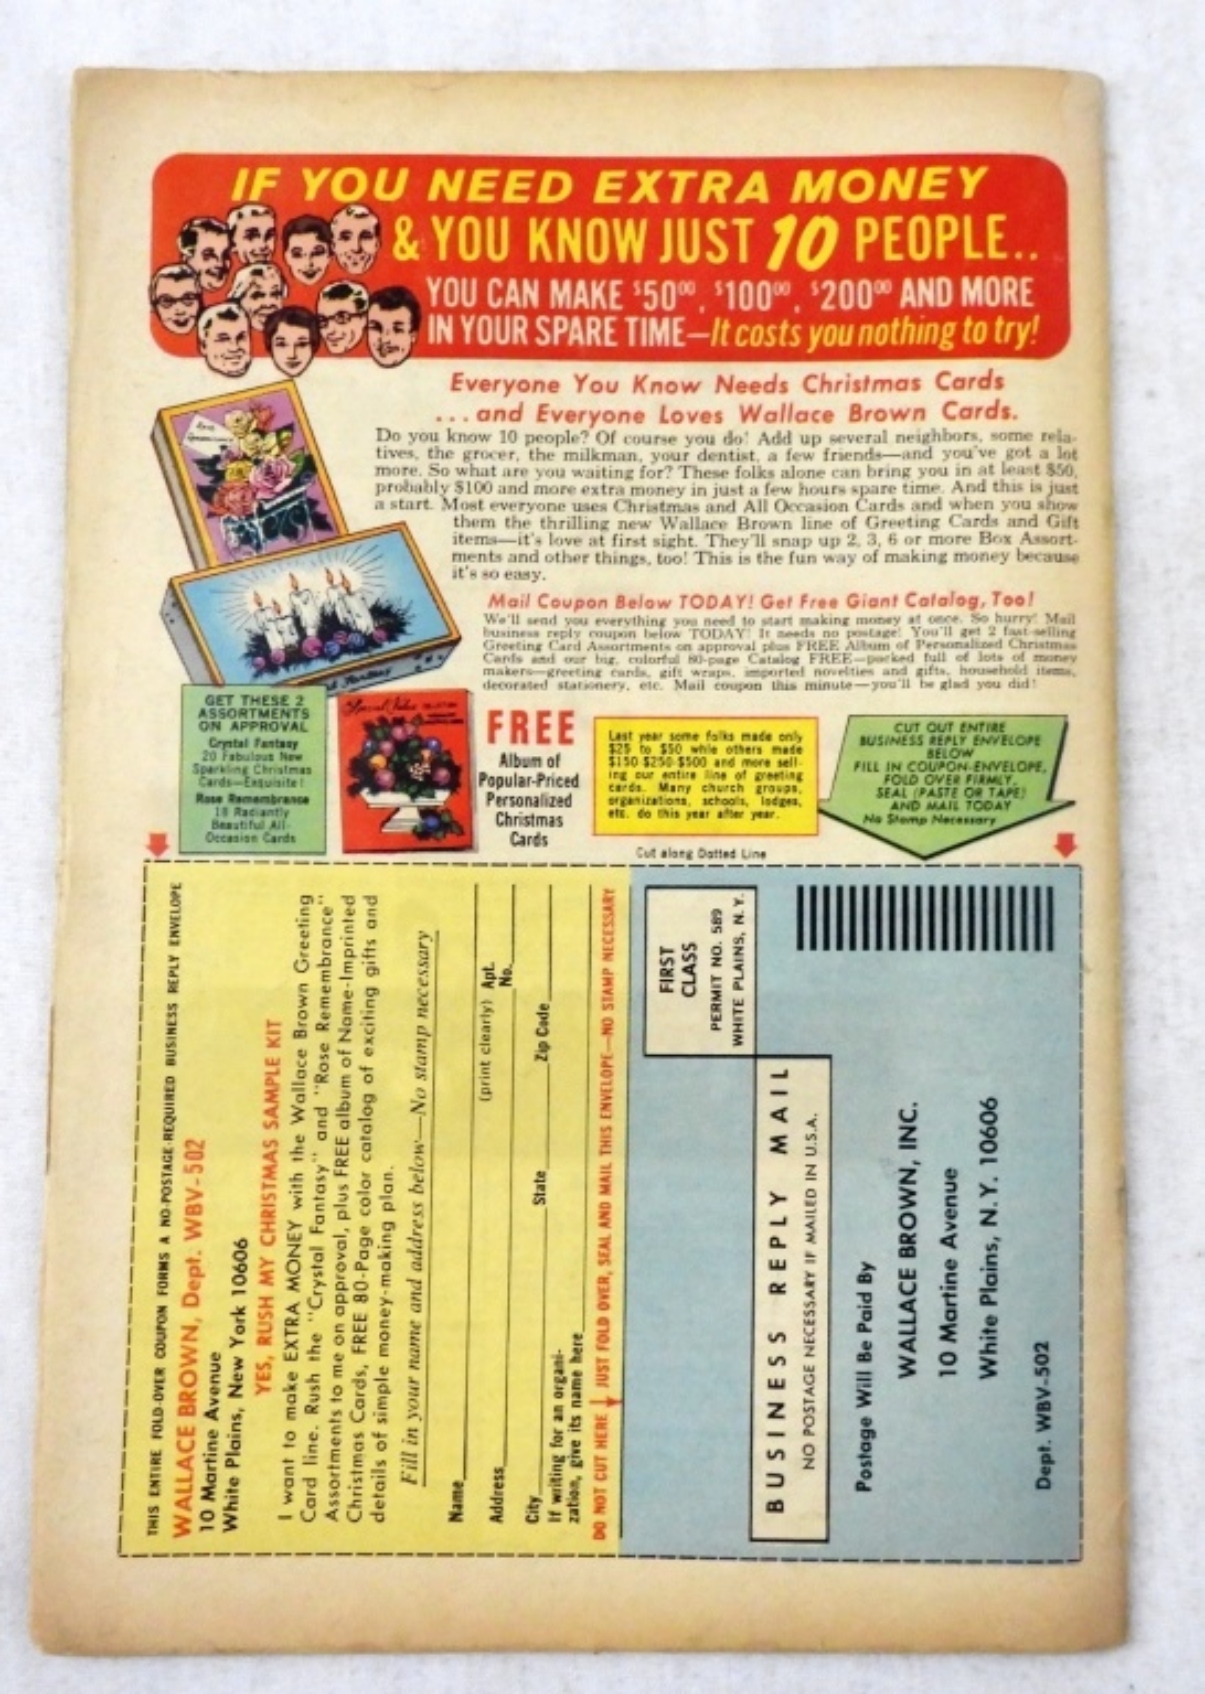 IF YOU NEED EXTRA MONEY
& YOU KNOW JUST 10 PEOPLE..
YOU CAN MAKE $50⁰⁰, $100⁰⁰, $200⁰⁰ AND MORE
IN YOUR SPARE TIME—It costs you nothing to try!
Everyone You Know Needs Christmas Cards
...and Everyone Loves Wallace Brown Cards.
Do you know 10 people? Of course you do! Add up several neighbors, some rela-
tives, the grocer, the milkman, your dentist, a few friends—and you've got a lot
more. So what are you waiting for? These folks alone can bring you in at least $50,
probably $100 and more extra money in just a few hours spare time. And this is just
a start. Most everyone uses Christmas and All Occasion Cards and when you show
them the thrilling new Wallace Brown line of Greeting Cards and Gift
items—it's love at first sight. They'll snap up 2, 3, 6 or more Box Assort-
ments and other things, too! This is the fun way of making money because
it's so easy.
Mail Coupon Below TODAY! Get Free Giant Catalog, Too!
We'll send you everything you need to start making money at once. So hurry! Mail
business reply coupon below TODAY! It needs no postage! You'll get 2 fast-selling
Greeting Card Assortments on approval plus FREE Album of Personalized Christmas
Cards and our big, colorful 80-page Catalog FREE—packed full of lots of money
makers—greeting cards, gift wraps, imported novelties and gifts, household items,
decorated stationery, etc. Mail coupon this minute—you'll be glad you did!
GET THESE 2
ASSORTMENTS
ON APPROVAL
Crystal Fantasy
20 Fabulous New
Sparkling Christmas
Cards—Exquisite!
Rose Remembrance
18 Radiantly
Beautiful All-
Occasion Cards
FREE
Album of
Popular-Priced
Personalized
Christmas
Cards
Last year some folks made only
$25 to $50 while others made
$150-$250-$500 and more sell-
ing our entire line of greeting
cards. Many church groups,
organizations, schools, lodges,
etc. do this year after year.
CUT OUT ENTIRE
BUSINESS REPLY ENVELOPE
BELOW
FILL IN COUPON-ENVELOPE,
FOLD OVER FIRMLY,
SEAL (PASTE OR TAPE)
AND MAIL TODAY
No Stamp Necessary
Cut along Dotted Line
THIS ENTIRE FOLD-OVER COUPON FORMS A NO-POSTAGE-REQUIRED BUSINESS REPLY ENVELOPE
WALLACE BROWN, Dept. WBV-502
10 Martine Avenue
White Plains, New York 10606
YES, RUSH MY CHRISTMAS SAMPLE KIT
I want to make EXTRA MONEY with the Wallace Brown Greeting
Card line. Rush the "Crystal Fantasy" and "Rose Remembrance"
Assortments to me on approval, plus FREE album of Name-Imprinted
Christmas Cards, FREE 80-Page color catalog of exciting gifts and
details of simple money-making plan.
Fill in your name and address below—No stamp necessary
Name
(print clearly)
Address Apt. No.
City State Zip Code
If writing for an organi-
zation, give its name here
DO NOT CUT HERE JUST FOLD OVER, SEAL AND MAIL THIS ENVELOPE—NO STAMP NECESSARY
FIRST
CLASS
PERMIT NO. 589
WHITE PLAINS, N. Y.
BUSINESS REPLY MAIL
NO POSTAGE NECESSARY IF MAILED IN U.S.A.
Postage Will Be Paid By
WALLACE BROWN, INC.
10 Martine Avenue
White Plains, N. Y. 10606
Dept. WBV-502